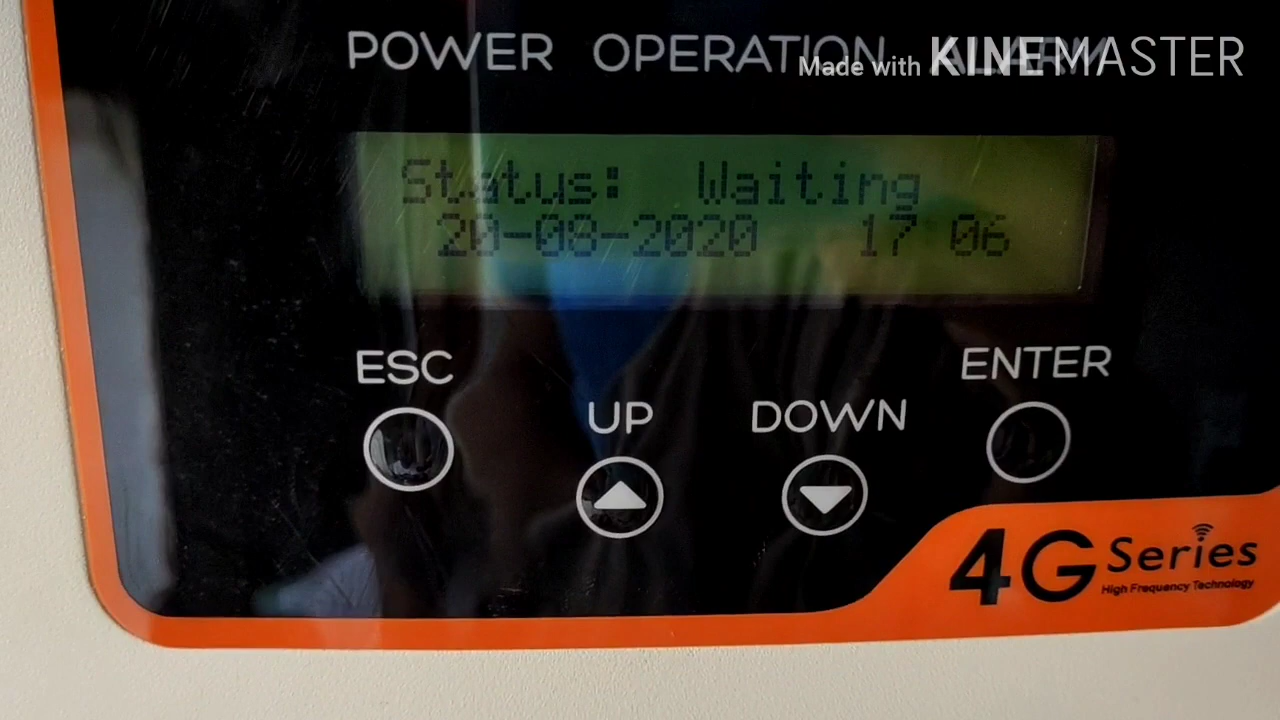 POWER OPERATION ALARM
Made with KINEMASTER
Status: Waiting
20-08-2020 17 06
ESC
UP
DOWN
ENTER
4G Series
High Frequency Technology